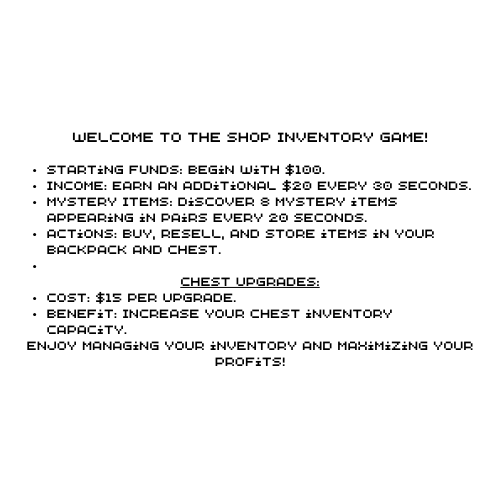 WELCOME TO THE SHOP INVENTORY GAME!
• STARTiNG FUNDS: BEGiN WiTH $100.
• INCOME: EARN AN ADDiTiONAL $20 EVERY 30 SECONDS.
• MYSTERY ITEMS: DiSCOVER 8 MYSTERY iTEMS
APPEARiNG iN PAiRS EVERY 20 SECONDS.
• ACTiONS: BUY, RESELL, AND STORE iTEMS iN YOUR
BACKPACK AND CHEST.
•
CHEST UPGRADES:
• COST: $15 PER UPGRADE.
• BENEFiT: INCREASE YOUR CHEST iNVENTORY
CAPACiTY.
ENJOY MANAGiNG YOUR iNVENTORY AND MAXiMiZiNG YOUR
PROFiTS!